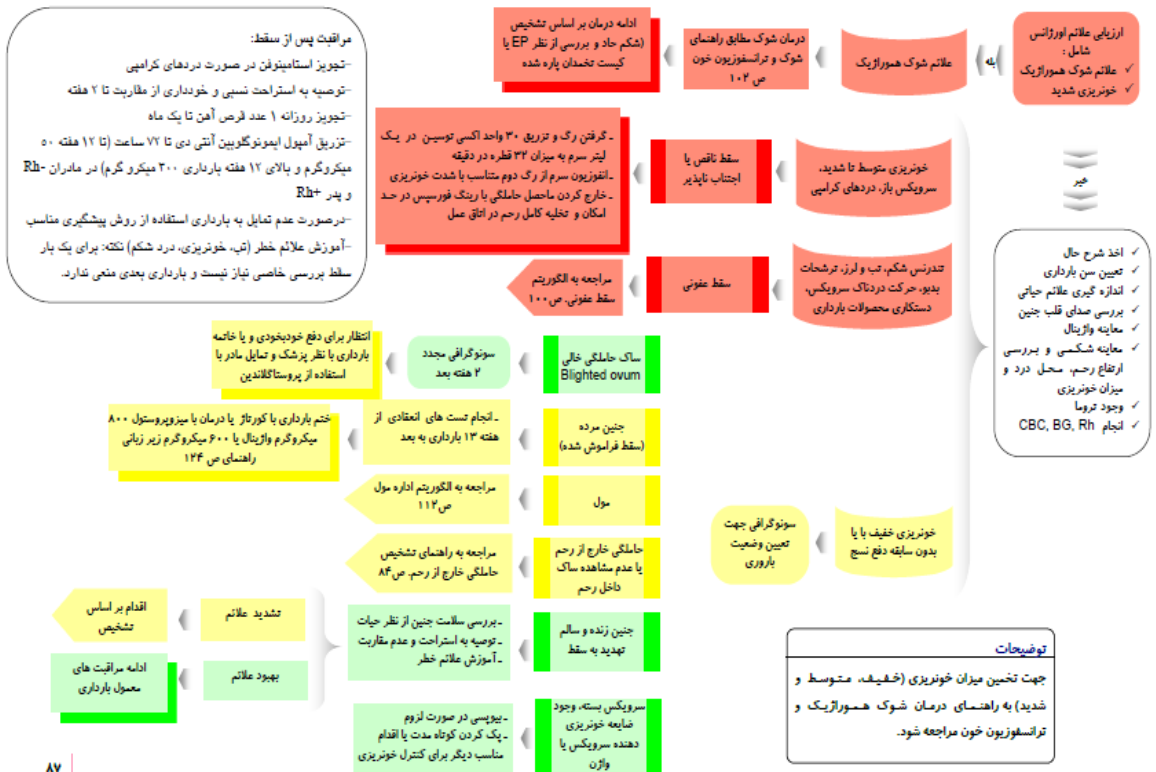 ارزیابی علائم اورژانس
شامل :
✓ علائم شوک هموراژیک
✓ خونریزی شدید
بله
علائم شوک هموراژیک
درمان شوک مطابق راهنمای
شوک و ترانسفوزیون خون
ص ۱۰۲
ادامه درمان بر اساس تشخیص
(شکم حاد و بررسی از نظر EP یا
کیست تخمدان پاره شده
خیر
✓ اخذ شرح حال
✓ تعیین سن بارداری
✓ اندازه گیری علائم حیاتی
✓ بررسی صدای قلب جنین
✓ معاینه واژینال
✓ معاینه شکمی و بررسی
ارتفاع رحم، محل درد و
میزان خونریزی
✓ وجود تروما
✓ انجام CBC, BG, Rh
خونریزی متوسط تا شدید،
سرویکس باز، دردهای کرامپی
سقط ناقص یا
اجتناب ناپذیر
ـ گرفتن رگ و تزریق ۳۰ واحد اکسی توسین در یک
لیتر سرم به میزان ۳۲ قطره در دقیقه
ـ انفوزیون سرم از رگ دوم متناسب با شدت خونریزی
ـ خارج کردن ماحصل حاملگی با رینگ فورسپس در حد
امکان و تخلیه کامل رحم در اتاق عمل
تندرنس شکم، تب و لرز، ترشحات
بدبو، حرکت دردناک سرویکس،
دستکاری محصولات بارداری
سقط عفونی
مراجعه به الگوریتم
سقط عفونی. ص۱۰۰
خونریزی خفیف با یا
بدون سابقه دفع نسج
سونوگرافی جهت
تعیین وضعیت
باروری
ساک حاملگی خالی
Blighted ovum
سونوگرافی مجدد
۲ هفته بعد
انتظار برای دفع خودبخودی و یا خاتمه
بارداری با نظر پزشک و تمایل مادر با
استفاده از پروستاگلاندین
جنین مرده
(سقط فراموش شده)
ـ انجام تست های انعقادی از
هفته ۱۳ بارداری به بعد
ختم بارداری با کورتاژ یا درمان با میزوپروستول ۸۰۰
میکروگرم واژینال یا ۶۰۰ میکروگرم زیر زبانی
راهنمای ص ۱۲۴
مول
مراجعه به الگوریتم اداره مول
ص۱۱۲
حاملگی خارج از رحم
یا عدم مشاهده ساک
داخل رحم
مراجعه به راهنمای تشخیص
حاملگی خارج از رحم. ص۸۴
جنین زنده و سالم
تهدید به سقط
ـ بررسی سلامت جنین از نظر حیات
ـ توصیه به استراحت و عدم مقاربت
ـ آموزش علائم خطر
تشدید علائم
اقدام بر اساس
تشخیص
بهبود علائم
ادامه مراقبت های
معمول بارداری
سرویکس بسته، وجود
ضایعه خونریزی
دهنده سرویکس یا
واژن
ـ بیوپسی در صورت لزوم
ـ پک کردن کوتاه مدت یا اقدام
مناسب دیگر برای کنترل خونریزی
مراقبت پس از سقط:
-تجویز استامینوفن در صورت دردهای کرامپی
-توصیه به استراحت نسبی و خودداری از مقاربت تا ۲ هفته
-تجویز روزانه ۱ عدد قرص آهن تا یک ماه
-تزریق آمپول ایمونوگلوبین آنتی دی تا ۷۲ ساعت (تا ۱۲ هفته ۵۰
میکروگرم و بالای ۱۲ هفته بارداری ۳۰۰ میکرو گرم) در مادران Rh-
و پدر Rh+
-درصورت عدم تمایل به بارداری استفاده از روش پیشگیری مناسب
-آموزش علائم خطر (تب، خونریزی، درد شکم) نکته: برای یک بار
سقط بررسی خاصی نیاز نیست و بارداری بعدی منعی ندارد.
توضیحات
جهت تخمین میزان خونریزی (خفیف، متوسط و
شدید) به راهنمای درمان شوک هموراژیک و
ترانسفوزیون خون مراجعه شود.
۸۷